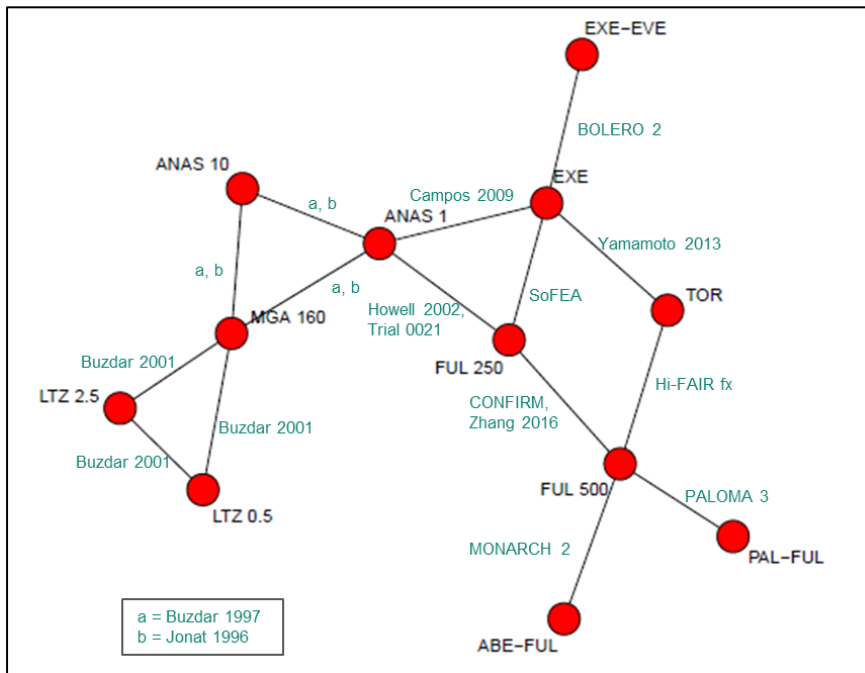 EXE-EVE
BOLERO 2
ANAS 10
EXE
a, b
Campos 2009
ANAS 1
Yamamoto 2013
a, b
a, b
SoFEA
TOR
Howell 2002,
Trial 0021
MGA 160
FUL 250
Buzdar 2001
Hi-FAIR fx
LTZ 2.5
CONFIRM,
Zhang 2016
Buzdar 2001
Buzdar 2001
FUL 500
PALOMA 3
LTZ 0.5
MONARCH 2
PAL-FUL
a = Buzdar 1997
b = Jonat 1996
ABE-FUL